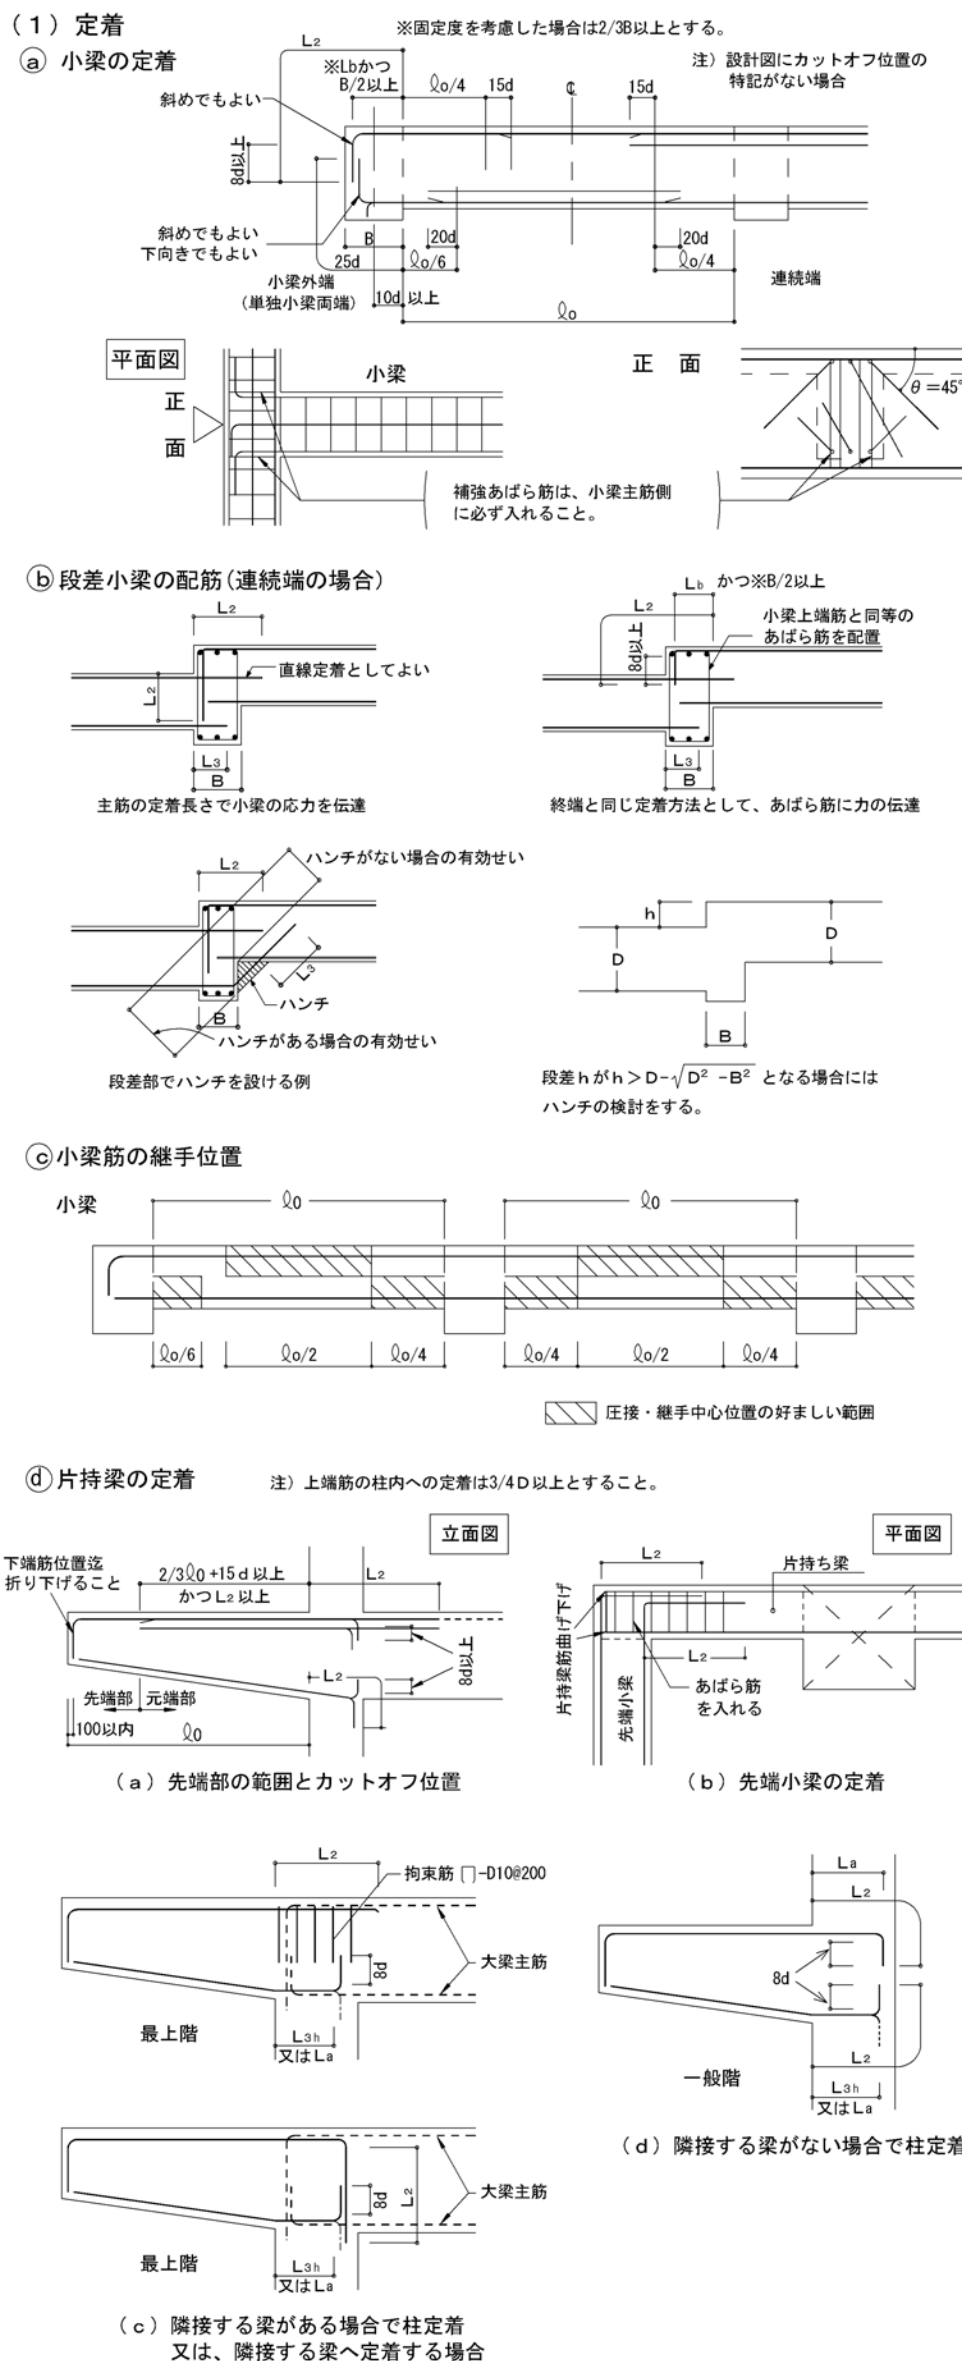 (1) 定着
※固定度を考慮した場合は2/3B以上とする。
ⓐ 小梁の定着
注) 設計図にカットオフ位置の
特記がない場合
L2
※Lbかつ
B/2以上
ℓo/4
15d
℄
15d
斜めでもよい
8d以上
斜めでもよい
下向きでもよい
B
20d
20d
25d
ℓo/6
ℓo/4
小梁外端
(単独小梁両端)
10d 以上
連続端
ℓo
平面図
小梁
正 面
正
面
θ=45°
補強あばら筋は、小梁主筋側
に必ず入れること。
ⓑ 段差小梁の配筋(連続端の場合)
L2
直線定着としてよい
L2
L3
B
主筋の定着長さで小梁の応力を伝達
Lb かつ※B/2以上
L2
小梁上端筋と同等の
あばら筋を配置
8d以上
L3
B
終端と同じ定着方法として、あばら筋に力の伝達
L2
ハンチがない場合の有効せい
L3
ハンチ
B
ハンチがある場合の有効せい
段差部でハンチを設ける例
h
D
D
B
段差hがh>D-√D² -B² となる場合には
ハンチの検討をする。
ⓒ 小梁筋の継手位置
小梁
ℓ0
ℓ0
ℓo/6
ℓo/2
ℓo/4
ℓo/4
ℓo/2
ℓo/4
圧接・継手中心位置の好ましい範囲
ⓓ 片持梁の定着
注) 上端筋の柱内への定着は3/4D以上とすること。
立面図
平面図
下端筋位置迄
折り下げること
2/3ℓ0+15d以上
かつL2以上
L2
8d以上
L2
先端部
元端部
100以内
ℓ0
(a) 先端部の範囲とカットオフ位置
L2
片持ち梁
片持梁筋曲げ下げ
L2
先端小梁
あばら筋
を入れる
(b) 先端小梁の定着
L2
拘束筋 ⊓-D10@200
8d
大梁主筋
最上階
L3h
又はLa
La
L2
8d
L2
一般階
L3h
又はLa
(d) 隣接する梁がない場合で柱定着
8d
L2
大梁主筋
最上階
L3h
又はLa
(c) 隣接する梁がある場合で柱定着
又は、隣接する梁へ定着する場合